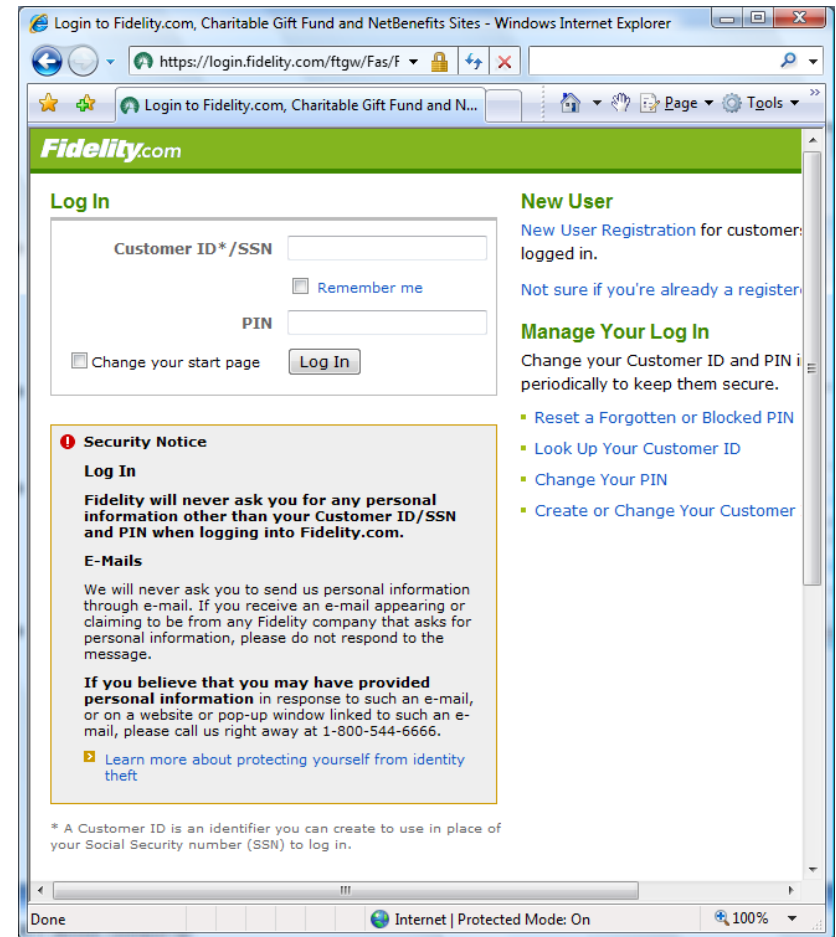 Login to Fidelity.com, Charitable Gift Fund and NetBenefits Sites - Windows Internet Explorer
https://login.fidelity.com/ftgw/Fas/F
Login to Fidelity.com, Charitable Gift Fund and N...
Page
Tools
Fidelity.com
Log In
Customer ID*/SSN
Remember me
PIN
Change your start page
Log In
Security Notice
Log In
Fidelity will never ask you for any personal
information other than your Customer ID/SSN
and PIN when logging into Fidelity.com.
E-Mails
We will never ask you to send us personal information
through e-mail. If you receive an e-mail appearing or
claiming to be from any Fidelity company that asks for
personal information, please do not respond to the
message.
If you believe that you may have provided
personal information in response to such an e-mail,
or on a website or pop-up window linked to such an e-
mail, please call us right away at 1-800-544-6666.
Learn more about protecting yourself from identity
theft
* A Customer ID is an identifier you can create to use in place of
your Social Security number (SSN) to log in.
New User
New User Registration for customer
logged in.
Not sure if you're already a register
Manage Your Log In
Change your Customer ID and PIN i
periodically to keep them secure.
Reset a Forgotten or Blocked PIN
Look Up Your Customer ID
Change Your PIN
Create or Change Your Customer
Done
Internet | Protected Mode: On
100%